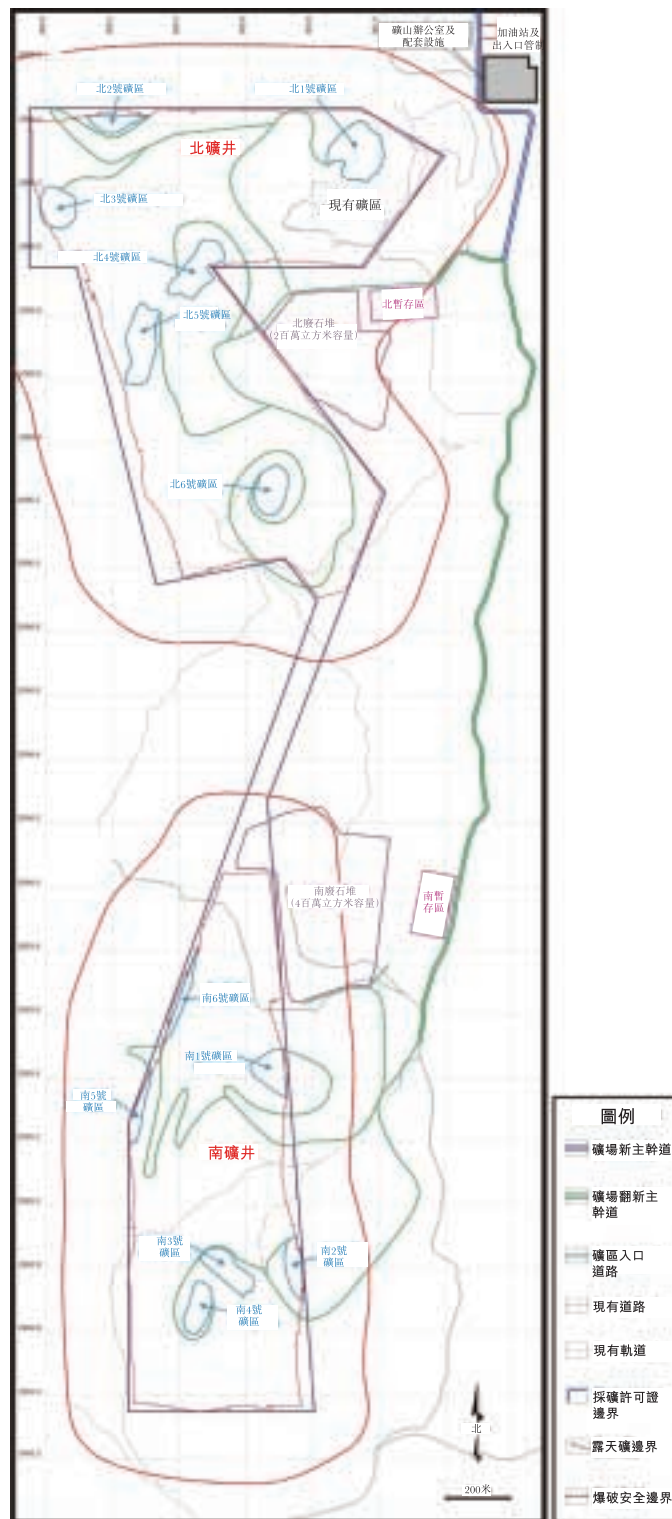 礦山辦公室及
配套設施
加油站及
出入口管制
北2號礦區
北1號礦區
北礦井
北3號礦區
現有礦區
北4號礦區
北5號礦區
北暫存區
北廢石堆
(2百萬立方米容量)
北6號礦區
南廢石堆
(4百萬立方米容量)
南暫
存區
南6號礦區
南1號礦區
南5號
礦區
南礦井
南3號
礦區
南2號
礦區
南4號
礦區
北
200米
圖例
礦場新主幹道
礦場翻新主
幹道
礦區入口
道路
現有道路
現有軌道
採礦許可證
邊界
露天礦邊界
爆破安全邊界